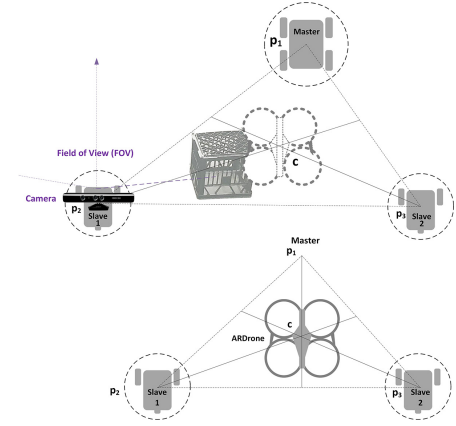 Master
p1
Field of View (FOV)
Camera
c
p2
Slave
1
p3
Slave
2
Master
p1
c
ARDrone
p2
Slave
1
p3
Slave
2